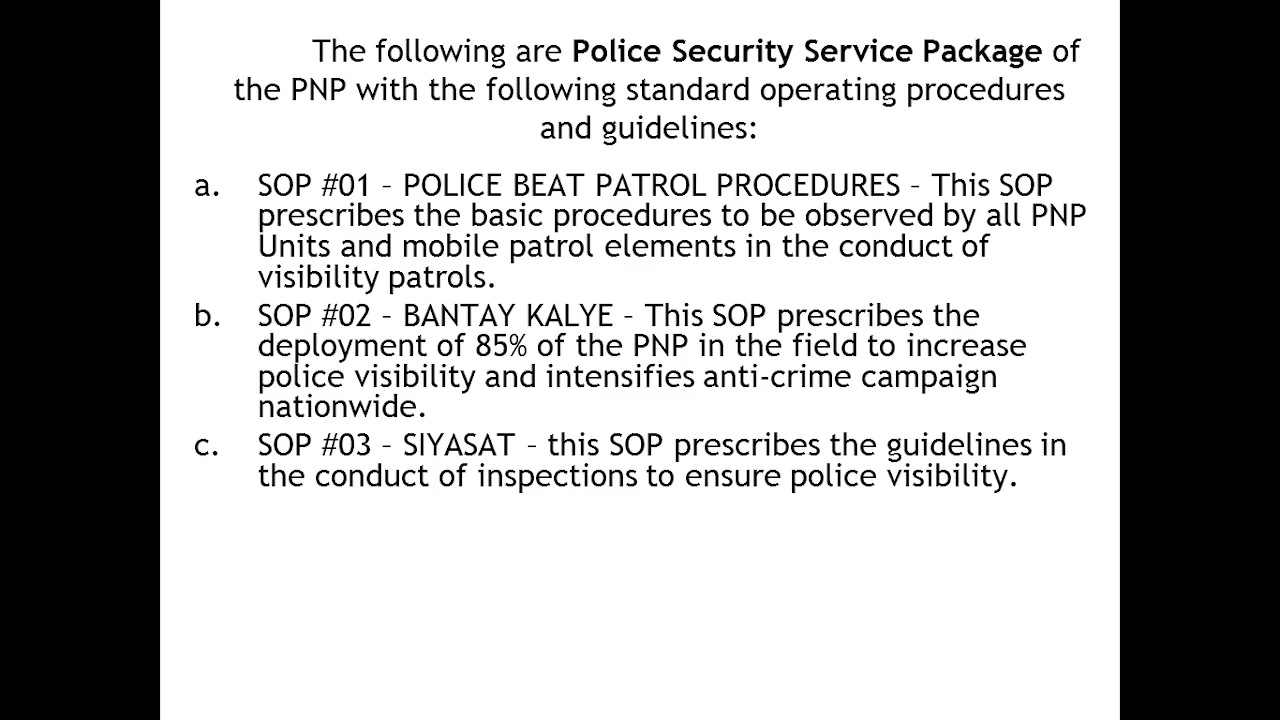 The following are Police Security Service Package of
the PNP with the following standard operating procedures
and guidelines:
a. SOP #01 – POLICE BEAT PATROL PROCEDURES – This SOP
prescribes the basic procedures to be observed by all PNP
Units and mobile patrol elements in the conduct of
visibility patrols.
b. SOP #02 – BANTAY KALYE – This SOP prescribes the
deployment of 85% of the PNP in the field to increase
police visibility and intensifies anti-crime campaign
nationwide.
c. SOP #03 – SIYASAT – this SOP prescribes the guidelines in
the conduct of inspections to ensure police visibility.